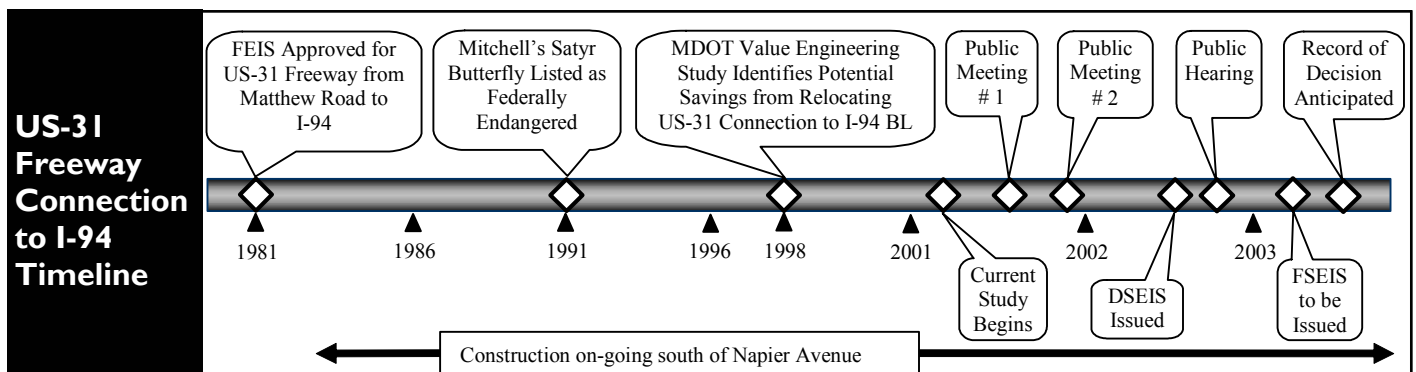 US-31
Freeway
Connection
to I-94
Timeline
FEIS Approved for
US-31 Freeway from
Matthew Road to
I-94
Mitchell’s Satyr
Butterfly Listed as
Federally
Endangered
MDOT Value Engineering
Study Identifies Potential
Savings from Relocating
US-31 Connection to I-94 BL
Public
Meeting
# 1
Public
Meeting
# 2
Public
Hearing
Record of
Decision
Anticipated
1981
1986
1991
1996
1998
2001
2002
2003
Current
Study
Begins
DSEIS
Issued
FSEIS
to be
Issued
Construction on-going south of Napier Avenue